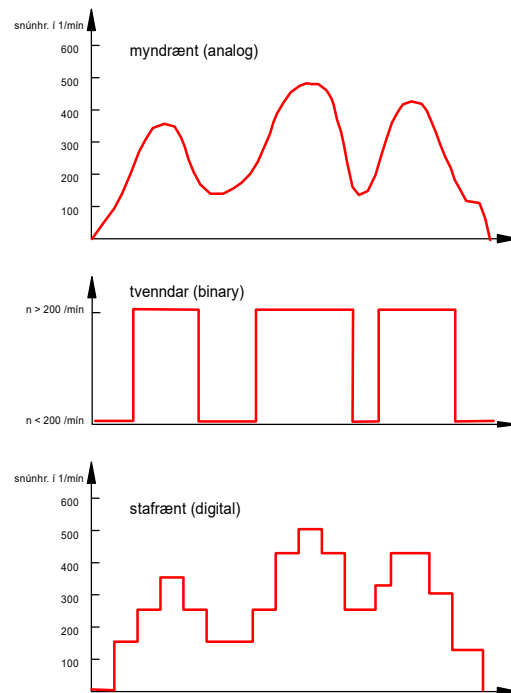 snúnhr. í 1/mín
600
myndrænt (analog)
500
400
300
200
100
tvenndar (binary)
n > 200 /mín
n < 200 /mín
snúnhr. í 1/mín
600
stafrænt (digital)
500
400
300
200
100